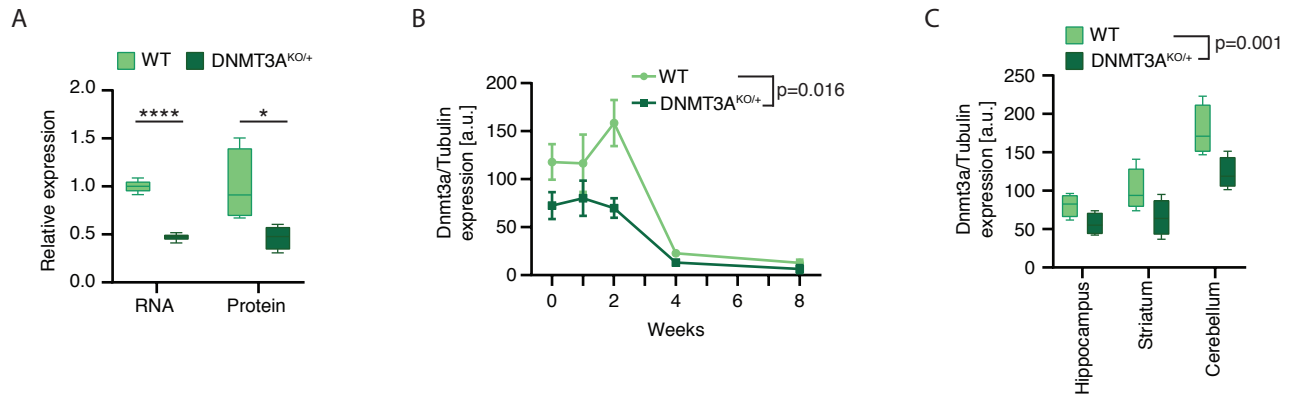 A
WT DNMT3A^KO/+
Relative expression
2.0
1.5
1.0
0.5
0.0
**** *
RNA Protein
B
WT
DNMT3A^KO/+
p=0.016
Dnmt3a/Tubulin
expression [a.u.]
200
150
100
50
0
0 2 4 6 8
Weeks
C
WT
DNMT3A^KO/+
p=0.001
Dnmt3a/Tubulin
expression [a.u.]
250
200
150
100
50
0
Hippocampus
Striatum
Cerebellum